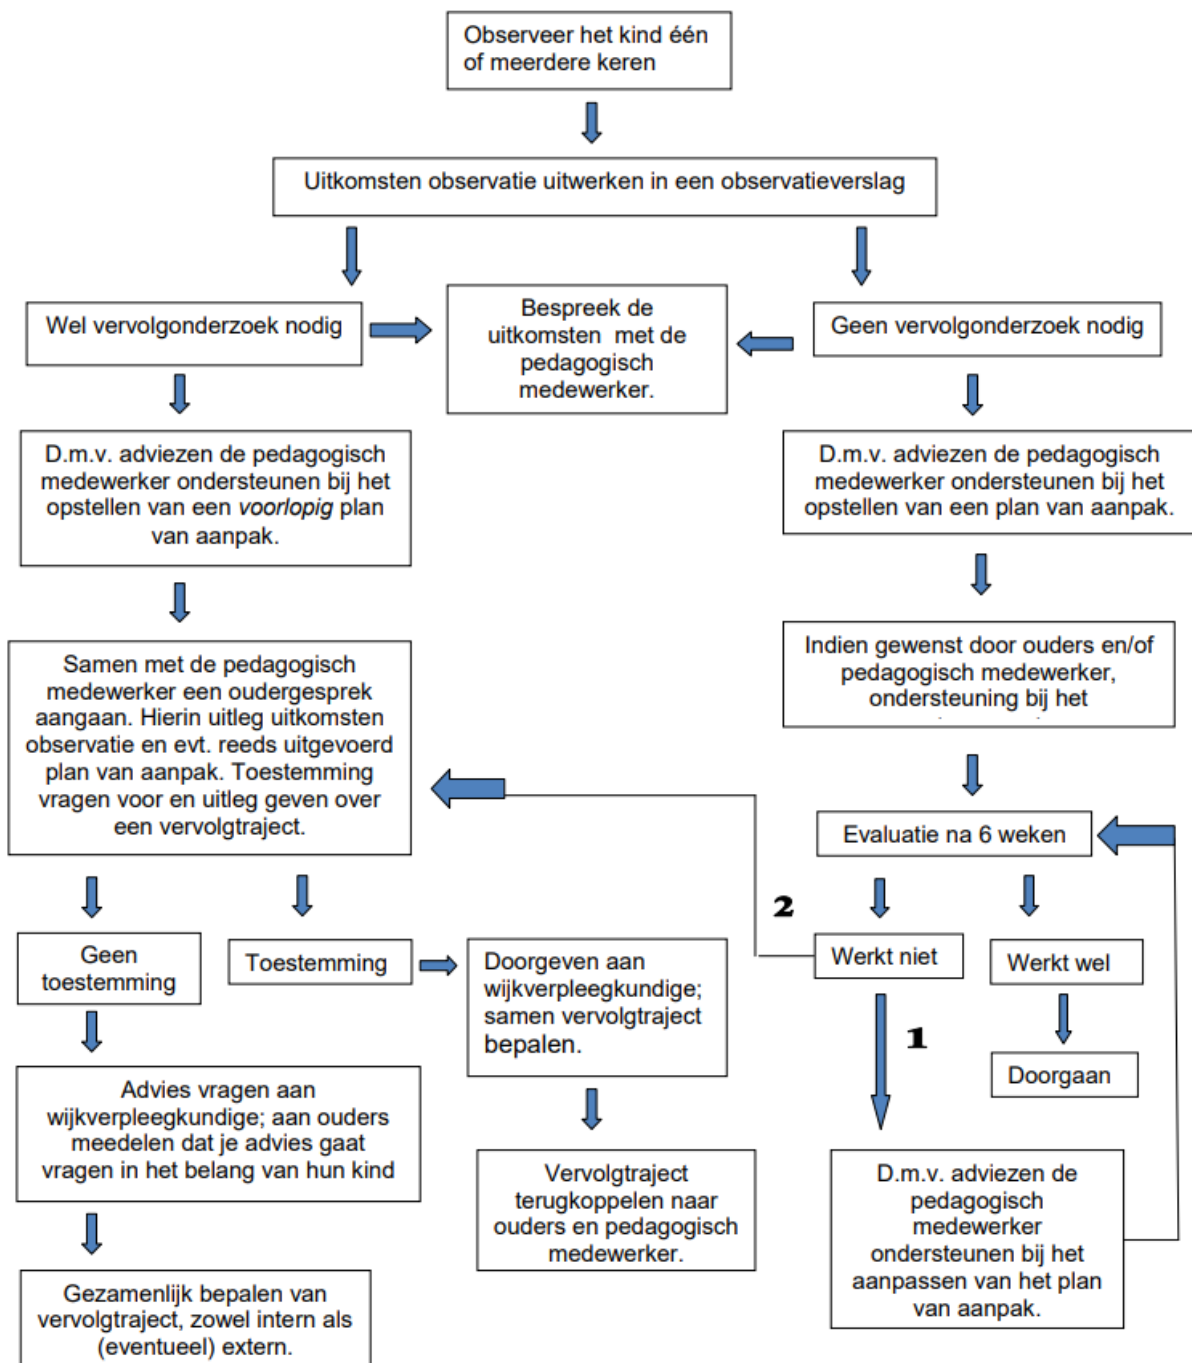 Observeer het kind één
of meerdere keren
Uitkomsten observatie uitwerken in een observatieverslag
Wel vervolgonderzoek nodig
Bespreek de
uitkomsten met de
pedagogisch
medewerker.
Geen vervolgonderzoek nodig
D.m.v. adviezen de pedagogisch
medewerker ondersteunen bij het
opstellen van een voorlopig plan
van aanpak.
D.m.v. adviezen de pedagogisch
medewerker ondersteunen bij het
opstellen van een plan van aanpak.
Samen met de pedagogisch
medewerker een oudergesprek
aangaan. Hierin uitleg uitkomsten
observatie en evt. reeds uitgevoerd
plan van aanpak. Toestemming
vragen voor en uitleg geven over
een vervolgtraject.
Indien gewenst door ouders en/of
pedagogisch medewerker,
ondersteuning bij het
Evaluatie na 6 weken
2
Geen
toestemming
Toestemming
Doorgeven aan
wijkverpleegkundige;
samen vervolgtraject
bepalen.
Werkt niet
Werkt wel
1
Doorgaan
Advies vragen aan
wijkverpleegkundige; aan ouders
meedelen dat je advies gaat
vragen in het belang van hun kind
Vervolgtraject
terugkoppelen naar
ouders en pedagogisch
medewerker.
D.m.v. adviezen de
pedagogisch
medewerker
ondersteunen bij het
aanpassen van het plan
van aanpak.
Gezamenlijk bepalen van
vervolgtraject, zowel intern als
(eventueel) extern.